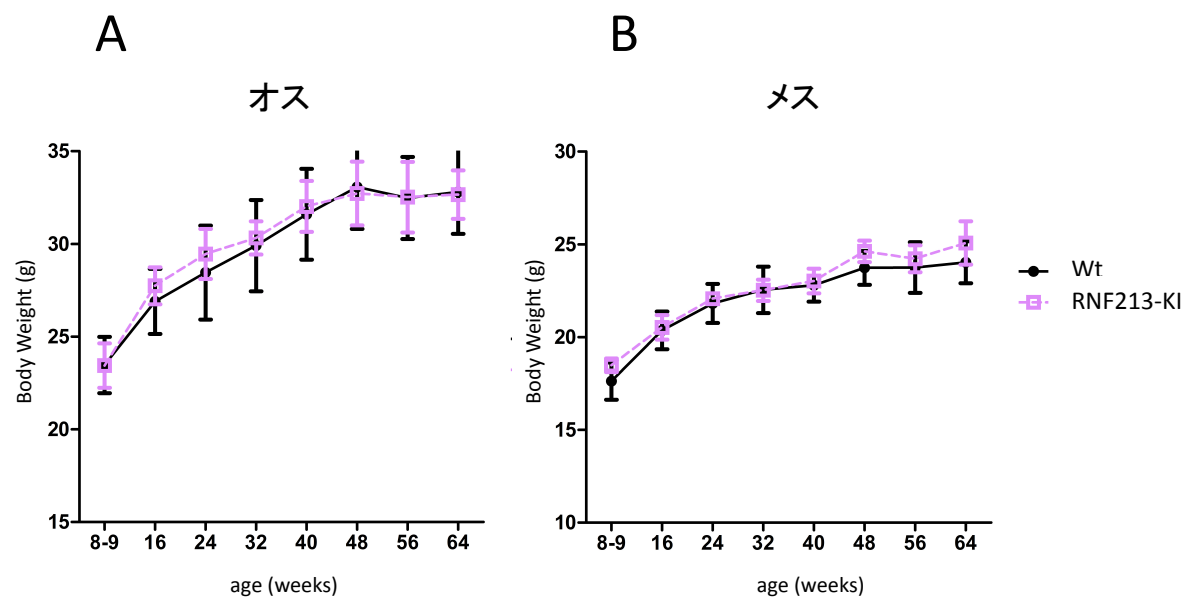 A
オス
35
30
25
20
15
Body Weight (g)
8-9 16 24 32 40 48 56 64
age (weeks)
B
メス
30
25
20
15
10
Body Weight (g)
8-9 16 24 32 40 48 56 64
age (weeks)
Wt
RNF213-KI